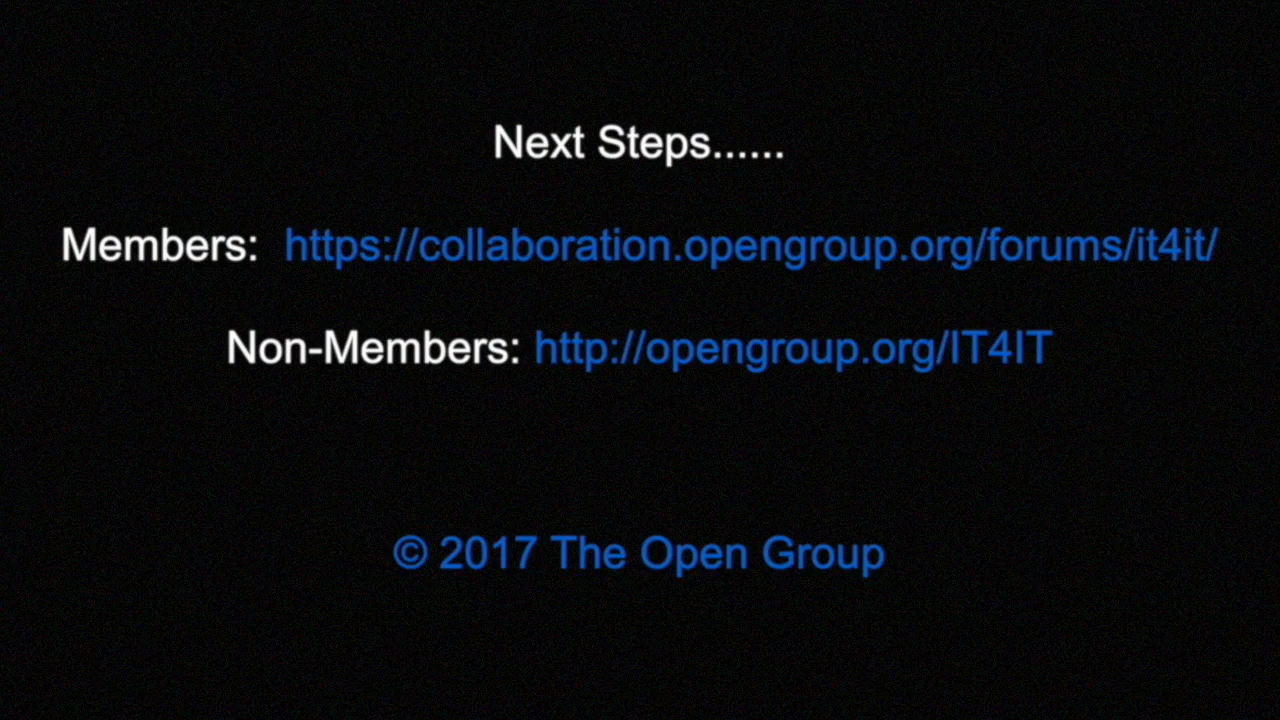 Next Steps......
Members: https://collaboration.opengroup.org/forums/it4it/
Non-Members: http://opengroup.org/IT4IT
© 2017 The Open Group